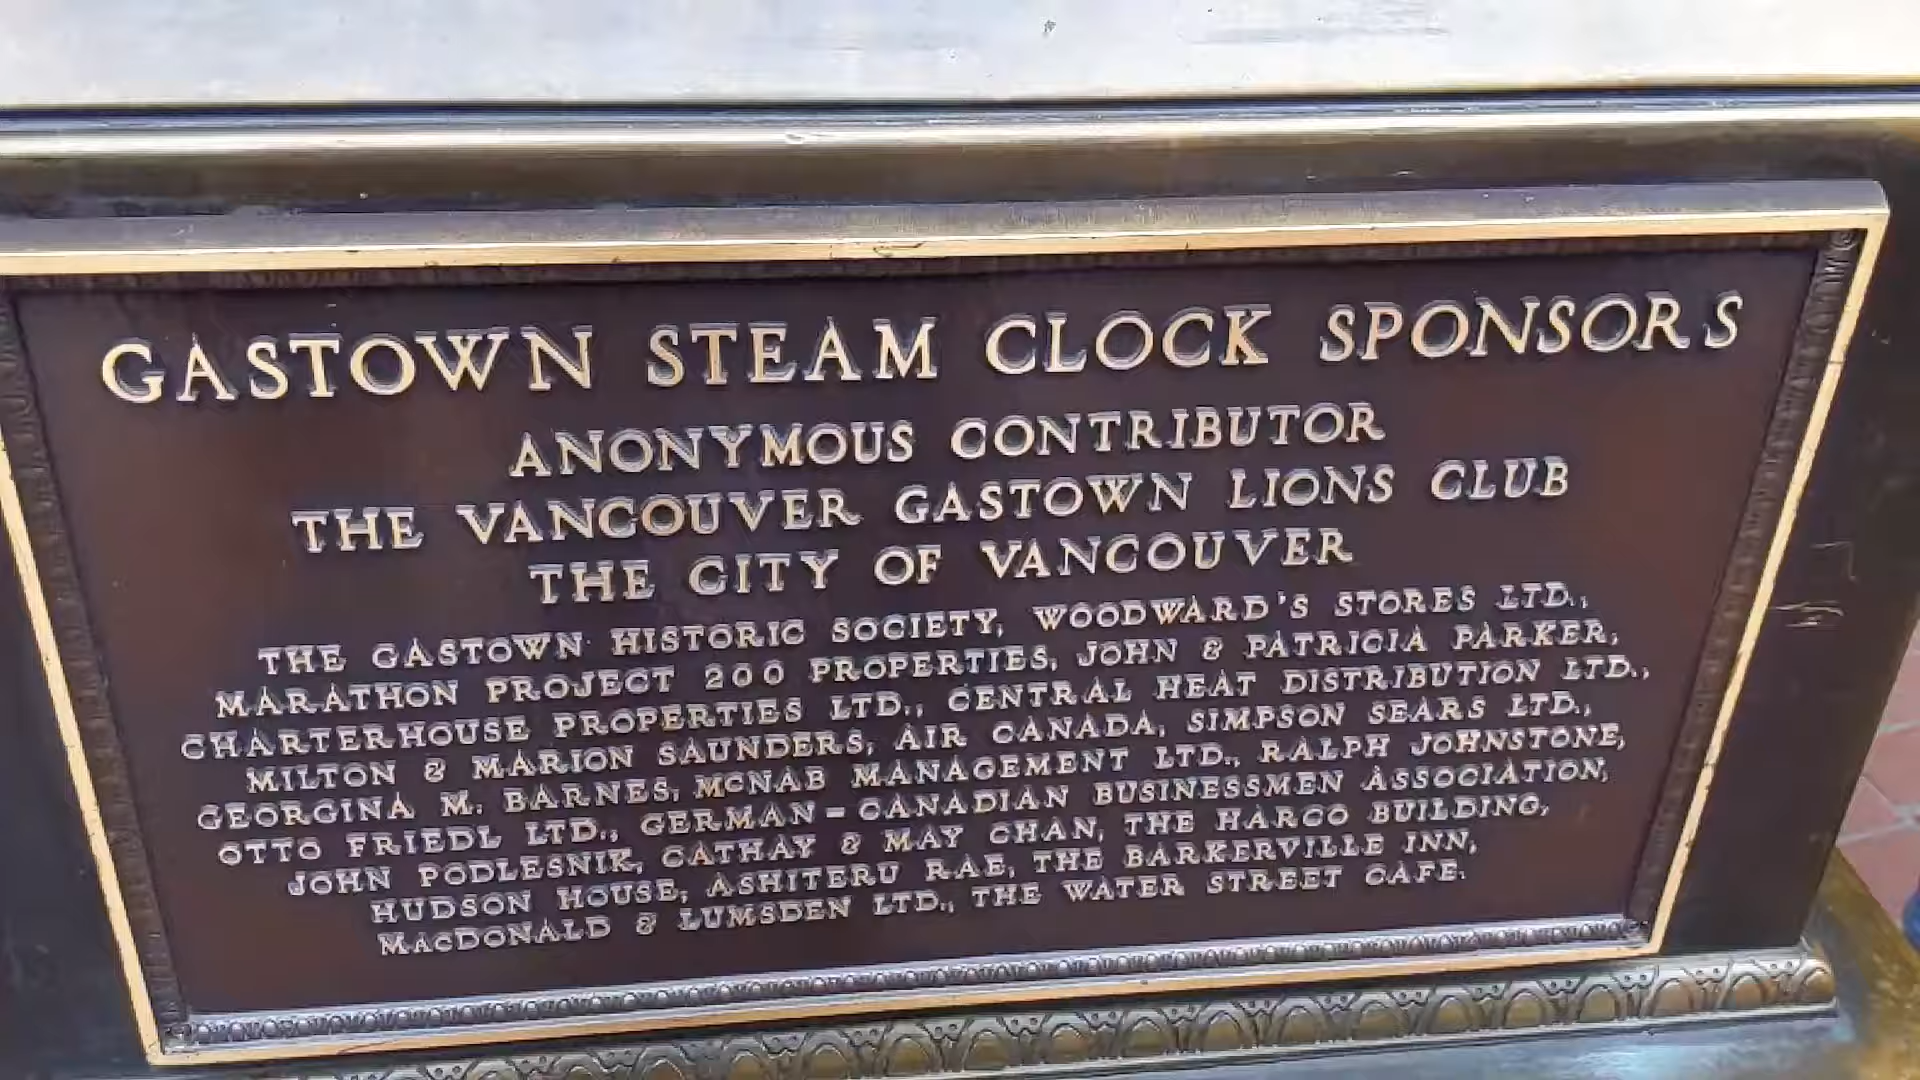 GASTOWN STEAM CLOCK SPONSORS
ANONYMOUS CONTRIBUTOR
THE VANCOUVER GASTOWN LIONS CLUB
THE CITY OF VANCOUVER
THE GASTOWN HISTORIC SOCIETY, WOODWARD'S STORES LTD.,
MARATHON PROJECT 200 PROPERTIES, JOHN & PATRICIA PARKER,
CHARTERHOUSE PROPERTIES LTD., CENTRAL HEAT DISTRIBUTION LTD.,
MILTON & MARION SAUNDERS, AIR CANADA, SIMPSON SEARS LTD.,
GEORGINA M. BARNES, MCNAB MANAGEMENT LTD., RALPH JOHNSTONE,
OTTO FRIEDL LTD., GERMAN-CANADIAN BUSINESSMEN ASSOCIATION,
JOHN PODLESNIK, CATHAY & MAY CHAN, THE HARCO BUILDING,
HUDSON HOUSE, ASHITERU RAE, THE BARKERVILLE INN,
MACDONALD & LUMSDEN LTD., THE WATER STREET CAFE.